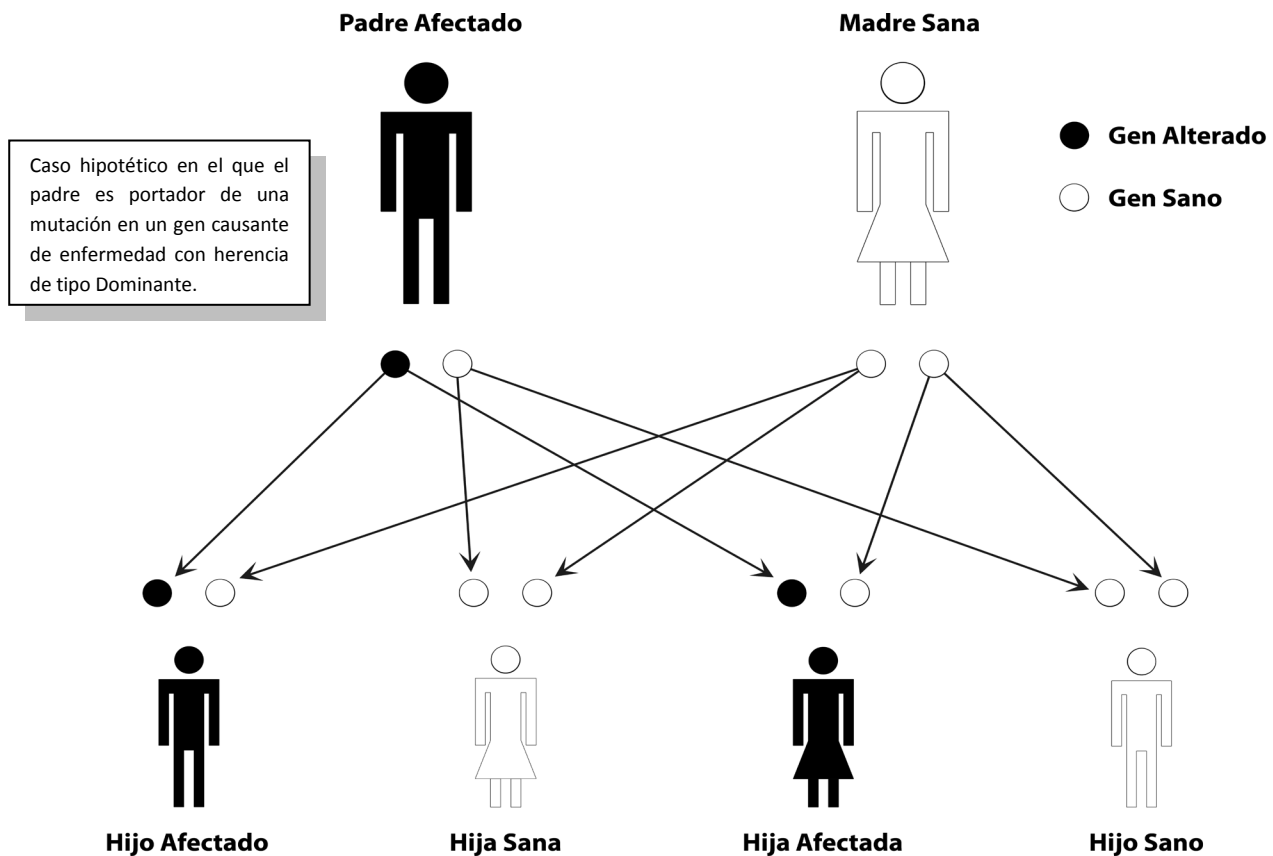 Padre Afectado
Madre Sana
Gen Alterado
Gen Sano
Caso hipotético en el que el
padre es portador de una
mutación en un gen causante
de enfermedad con herencia
de tipo Dominante.
Hijo Afectado
Hija Sana
Hija Afectada
Hijo Sano